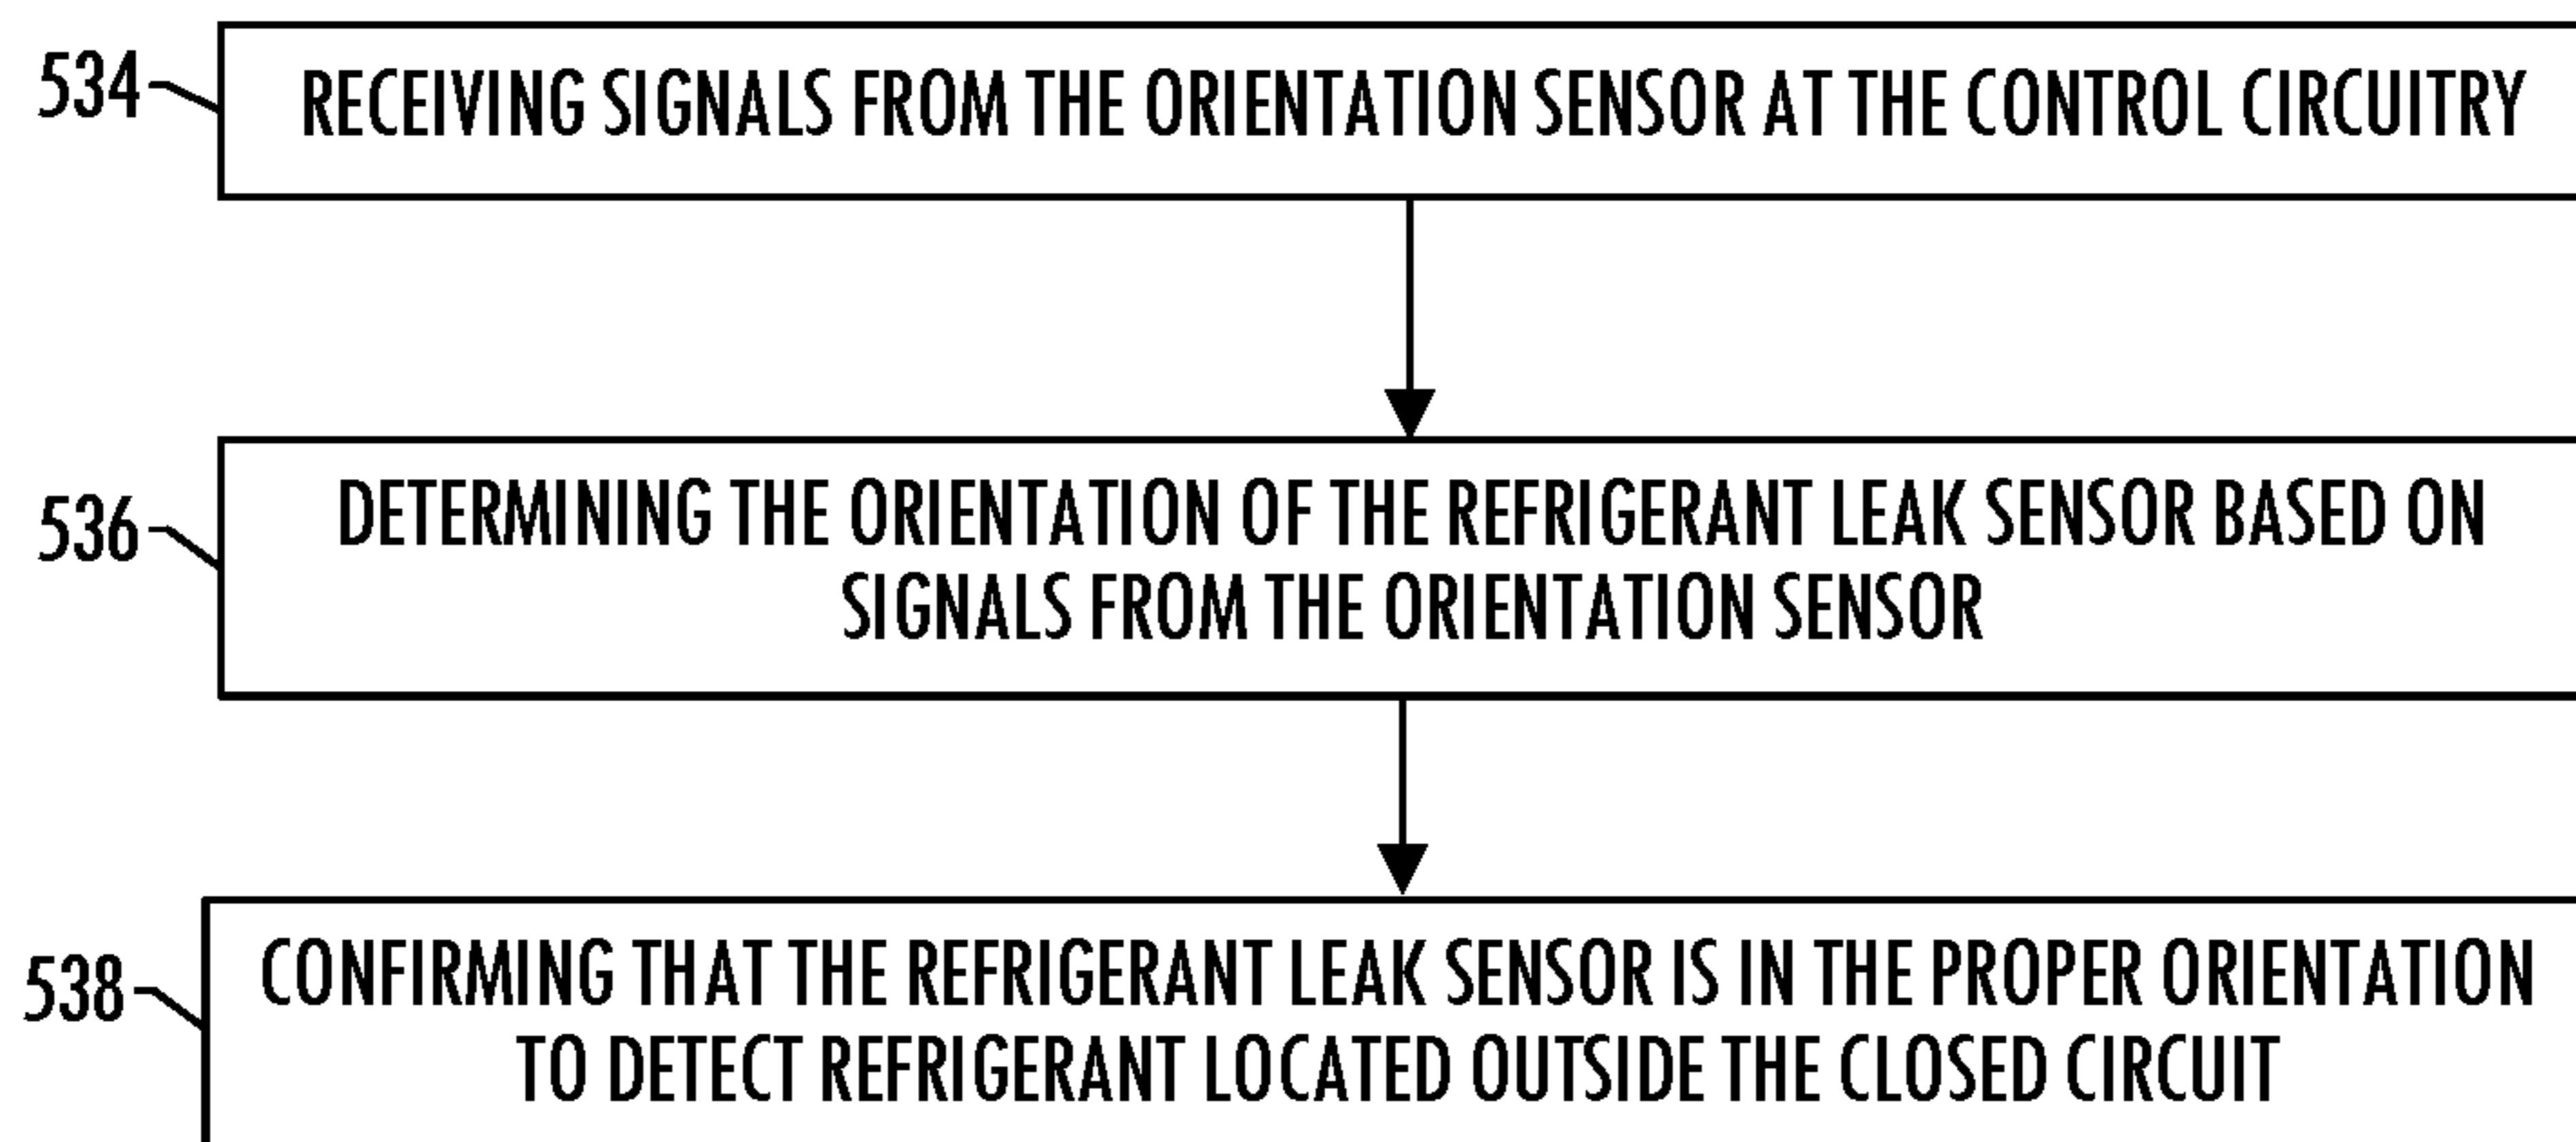 534
RECEIVING SIGNALS FROM THE ORIENTATION SENSOR AT THE CONTROL CIRCUITRY
536
DETERMINING THE ORIENTATION OF THE REFRIGERANT LEAK SENSOR BASED ON
SIGNALS FROM THE ORIENTATION SENSOR
538
CONFIRMING THAT THE REFRIGERANT LEAK SENSOR IS IN THE PROPER ORIENTATION
TO DETECT REFRIGERANT LOCATED OUTSIDE THE CLOSED CIRCUIT